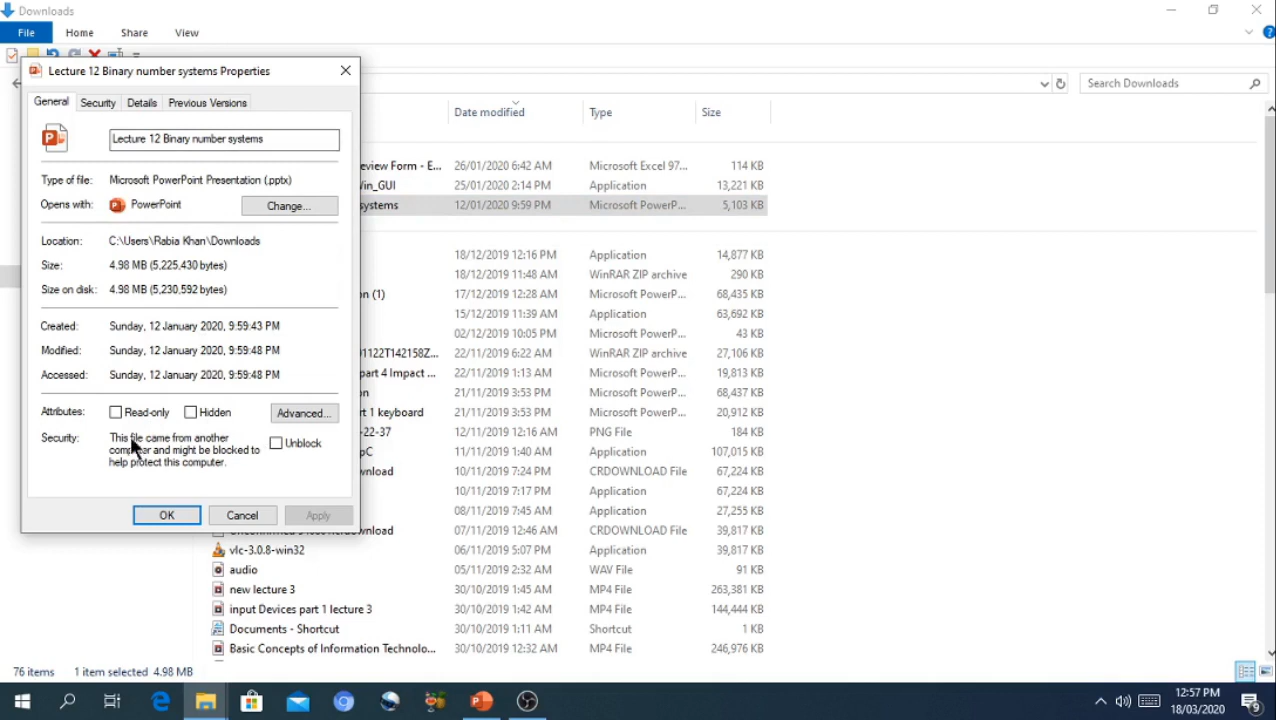 Downloads
File Home Share View
Lecture 12 Binary number systems Properties
Search Downloads
General Security Details Previous Versions
Date modified Type Size
Lecture 12 Binary number systems
eview Form - E... 26/01/2020 6:42 AM Microsoft Excel 97... 114 KB
Type of file: Microsoft PowerPoint Presentation (.pptx)
in_GUI 25/01/2020 2:14 PM Application 13,221 KB
Opens with: PowerPoint Change...
systems 12/01/2020 9:59 PM Microsoft PowerP... 5,103 KB
Location: C:\Users\Rabia Khan\Downloads
18/12/2019 12:16 PM Application 14,877 KB
Size: 4.98 MB (5,225,430 bytes)
18/12/2019 11:48 AM WinRAR ZIP archive 290 KB
Size on disk: 4.98 MB (5,230,592 bytes)
on (1) 17/12/2019 12:28 AM Microsoft PowerP... 68,435 KB
15/12/2019 11:39 AM Application 63,692 KB
Created: Sunday, 12 January 2020, 9:59:43 PM
02/12/2019 10:05 PM Microsoft PowerP... 43 KB
Modified: Sunday, 12 January 2020, 9:59:48 PM
01122T142158Z... 22/11/2019 6:22 AM WinRAR ZIP archive 27,106 KB
Accessed: Sunday, 12 January 2020, 9:59:48 PM
part 4 Impact ... 22/11/2019 1:13 AM Microsoft PowerP... 19,813 KB
on 21/11/2019 3:53 PM Microsoft PowerP... 68,437 KB
Attributes: Read-only Hidden Advanced...
t 1 keyboard 21/11/2019 3:53 PM Microsoft PowerP... 20,912 KB
-22-37 12/11/2019 11:16 AM PNG File 184 KB
Security: This file came from another
computer and might be blocked to
help protect this computer.
Unblock
pC 11/11/2019 1:40 AM Application 107,015 KB
nload 10/11/2019 7:24 PM CRDOWNLOAD File 67,224 KB
10/11/2019 7:17 PM Application 67,224 KB
08/11/2019 7:45 AM Application 27,255 KB
OK Cancel Apply
download 07/11/2019 12:46 AM CRDOWNLOAD File 39,817 KB
vlc-3.0.8-win32 06/11/2019 5:07 PM Application 39,817 KB
audio 05/11/2019 2:32 AM WAV File 91 KB
new lecture 3 30/10/2019 1:45 AM MP4 File 263,381 KB
input Devices part 1 lecture 3 30/10/2019 1:42 AM MP4 File 144,444 KB
Documents - Shortcut 30/10/2019 1:11 AM Shortcut 1 KB
Basic Concepts of Information Technolo... 30/10/2019 12:32 AM MP4 File 246,976 KB
76 items 1 item selected 4.98 MB
12:57 PM
18/03/2020
9